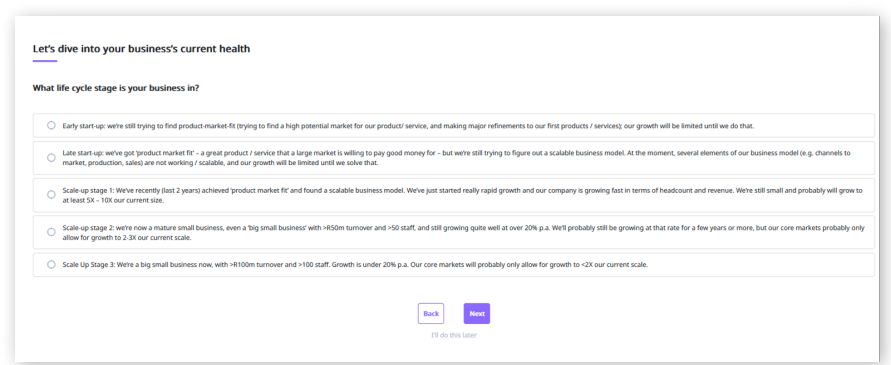 Let's dive into your business's current health
What life cycle stage is your business in?
Early start-up: we're still trying to find product-market-fit (trying to find a high potential market for our product/ service, and making major refinements to our first products / services); our growth will be limited until we do that.
Late start-up: we've got 'product market fit' – a great product / service that a large market is willing to pay good money for – but we're still trying to figure out a scalable business model. At the moment, several elements of our business model (e.g. channels to
market, production, sales) are not working / scalable, and our growth will be limited until we solve that.
Scale-up stage 1: We've recently (last 2 years) achieved 'product market fit' and found a scalable business model. We've just started really rapid growth and our company is growing fast in terms of headcount and revenue. We're still small and probably will grow to
at least 5X – 10X our current size.
Scale-up stage 2: we're now a mature small business, even a 'big small business' with >R50m turnover and >50 staff, and still growing quite well at over 20% p.a. We'll probably still be growing at that rate for a few years or more, but our core markets probably only
allow for growth to 2-3X our current scale.
Scale Up Stage 3: We're a big small business now, with >R100m turnover and >100 staff. Growth is under 20% p.a. Our core markets will probably only allow for growth to <2X our current scale.
Back
Next
I'll do this later